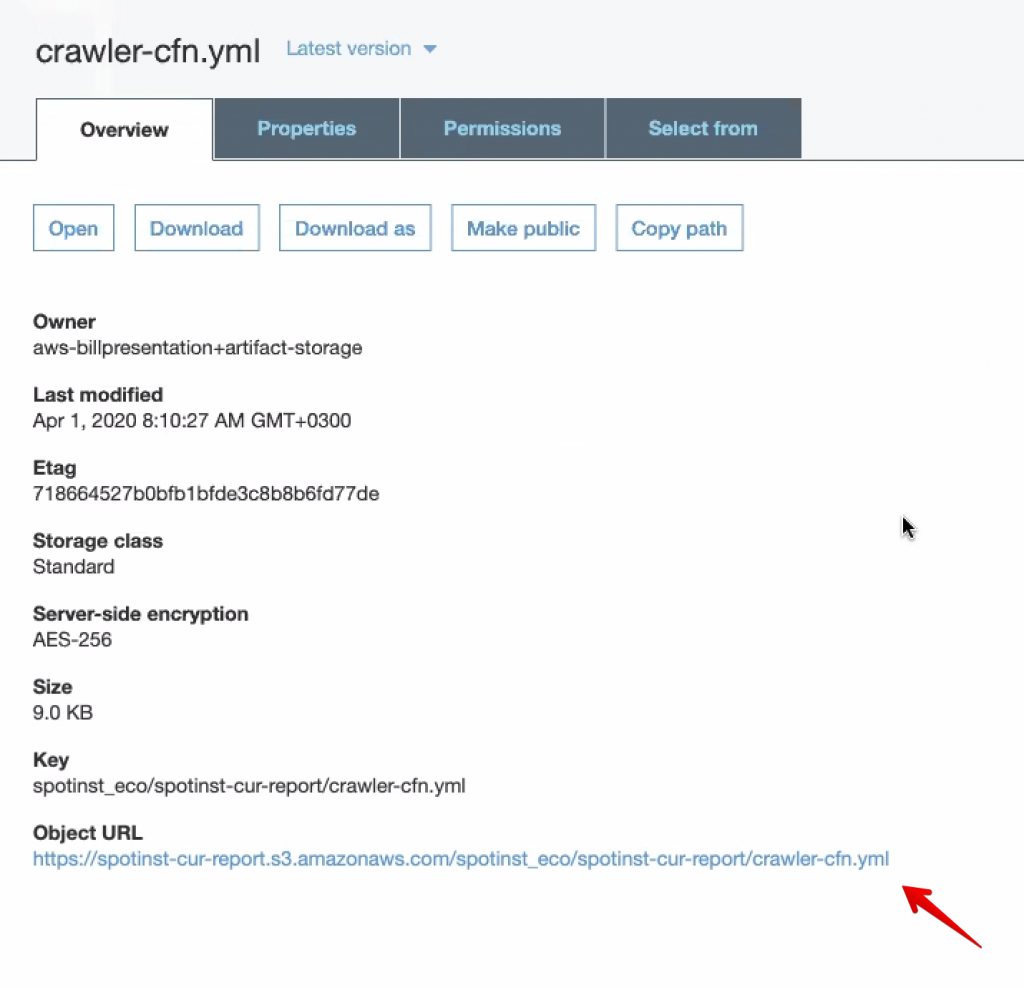 crawler-cfn.yml Latest version
Overview Properties Permissions Select from
Open Download Download as Make public Copy path
Owner
aws-billpresentation+artifact-storage
Last modified
Apr 1, 2020 8:10:27 AM GMT+0300
Etag
718664527b0bfb1bfde3c8b8b6fd77de
Storage class
Standard
Server-side encryption
AES-256
Size
9.0 KB
Key
spotinst_eco/spotinst-cur-report/crawler-cfn.yml
Object URL
https://spotinst-cur-report.s3.amazonaws.com/spotinst_eco/spotinst-cur-report/crawler-cfn.yml